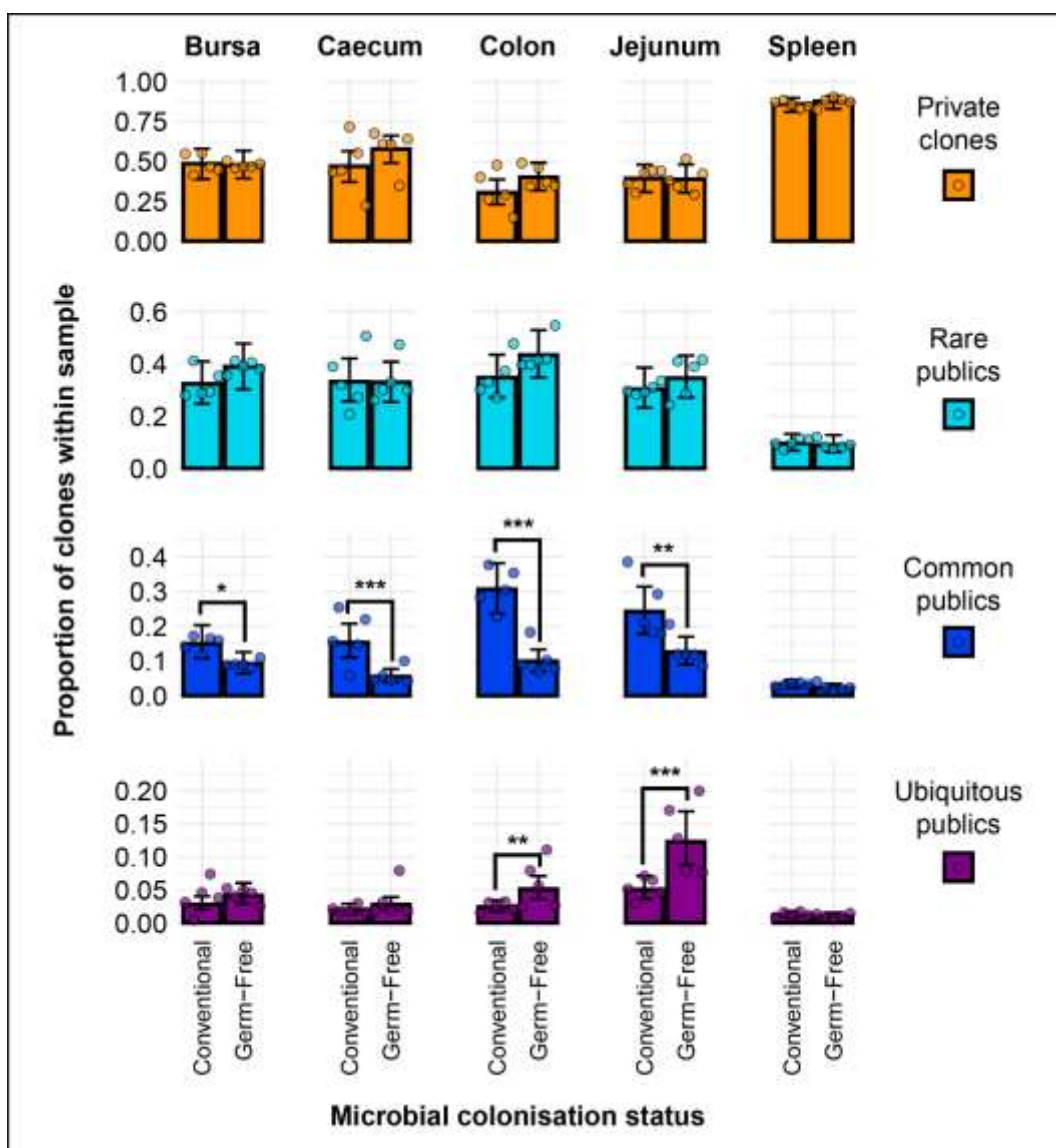 Bursa Caecum Colon Jejunum Spleen
1.00
0.75
0.50
0.25
0.00
Private
clones
0.6
0.4
0.2
0.0
Rare
publics
Proportion of clones within sample
*
***
***
**
0.4
0.3
0.2
0.1
0.0
Common
publics
**
***
0.20
0.15
0.10
0.05
0.00
Ubiquitous
publics
Conventional
Germ-Free
Conventional
Germ-Free
Conventional
Germ-Free
Conventional
Germ-Free
Conventional
Germ-Free
Microbial colonisation status